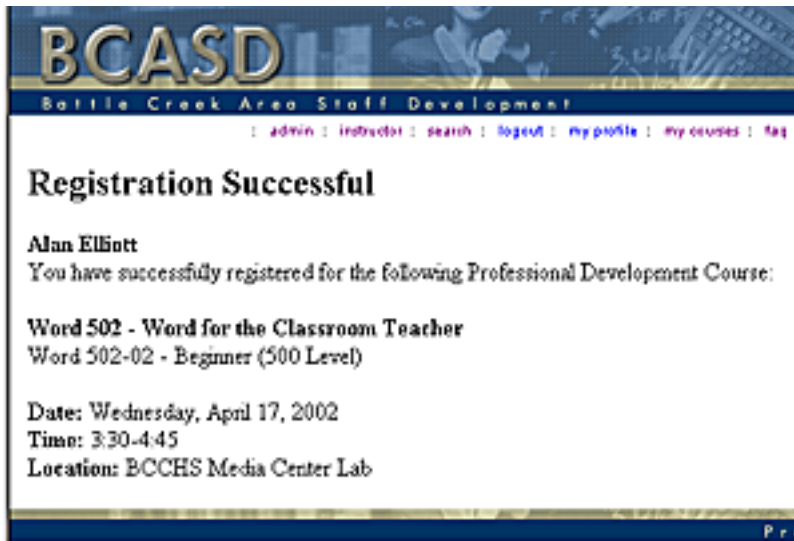 BCASD
Battle Creek Area Staff Development
: admin : instructor : search : logout : my profile : my courses : faq
Registration Successful
Alan Elliott
You have successfully registered for the following Professional Development Course:
Word 502 - Word for the Classroom Teacher
Word 502-02 - Beginner (500 Level)
Date: Wednesday, April 17, 2002
Time: 3:30-4:45
Location: BCCHS Media Center Lab